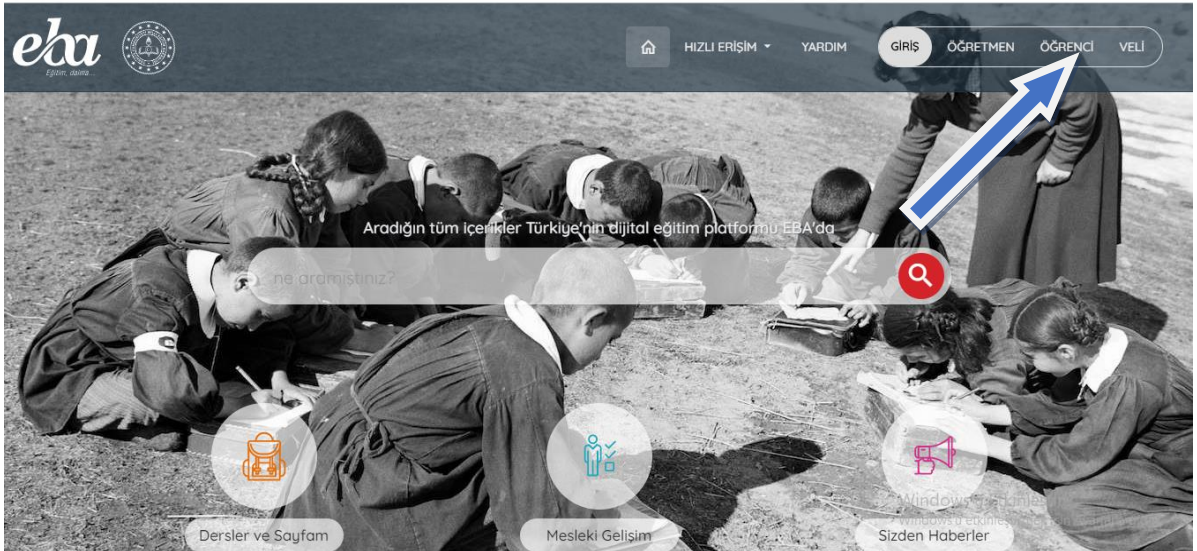 eba
Eğitim, daima...
HIZLI ERİŞİM
YARDIM
GİRİŞ
ÖĞRETMEN
ÖĞRENCİ
VELİ
Aradığın tüm içerikler Türkiye'nin dijital eğitim platformu EBA'da
ne aramıştınız?
Dersler ve Sayfam
Mesleki Gelişim
Sizden Haberler